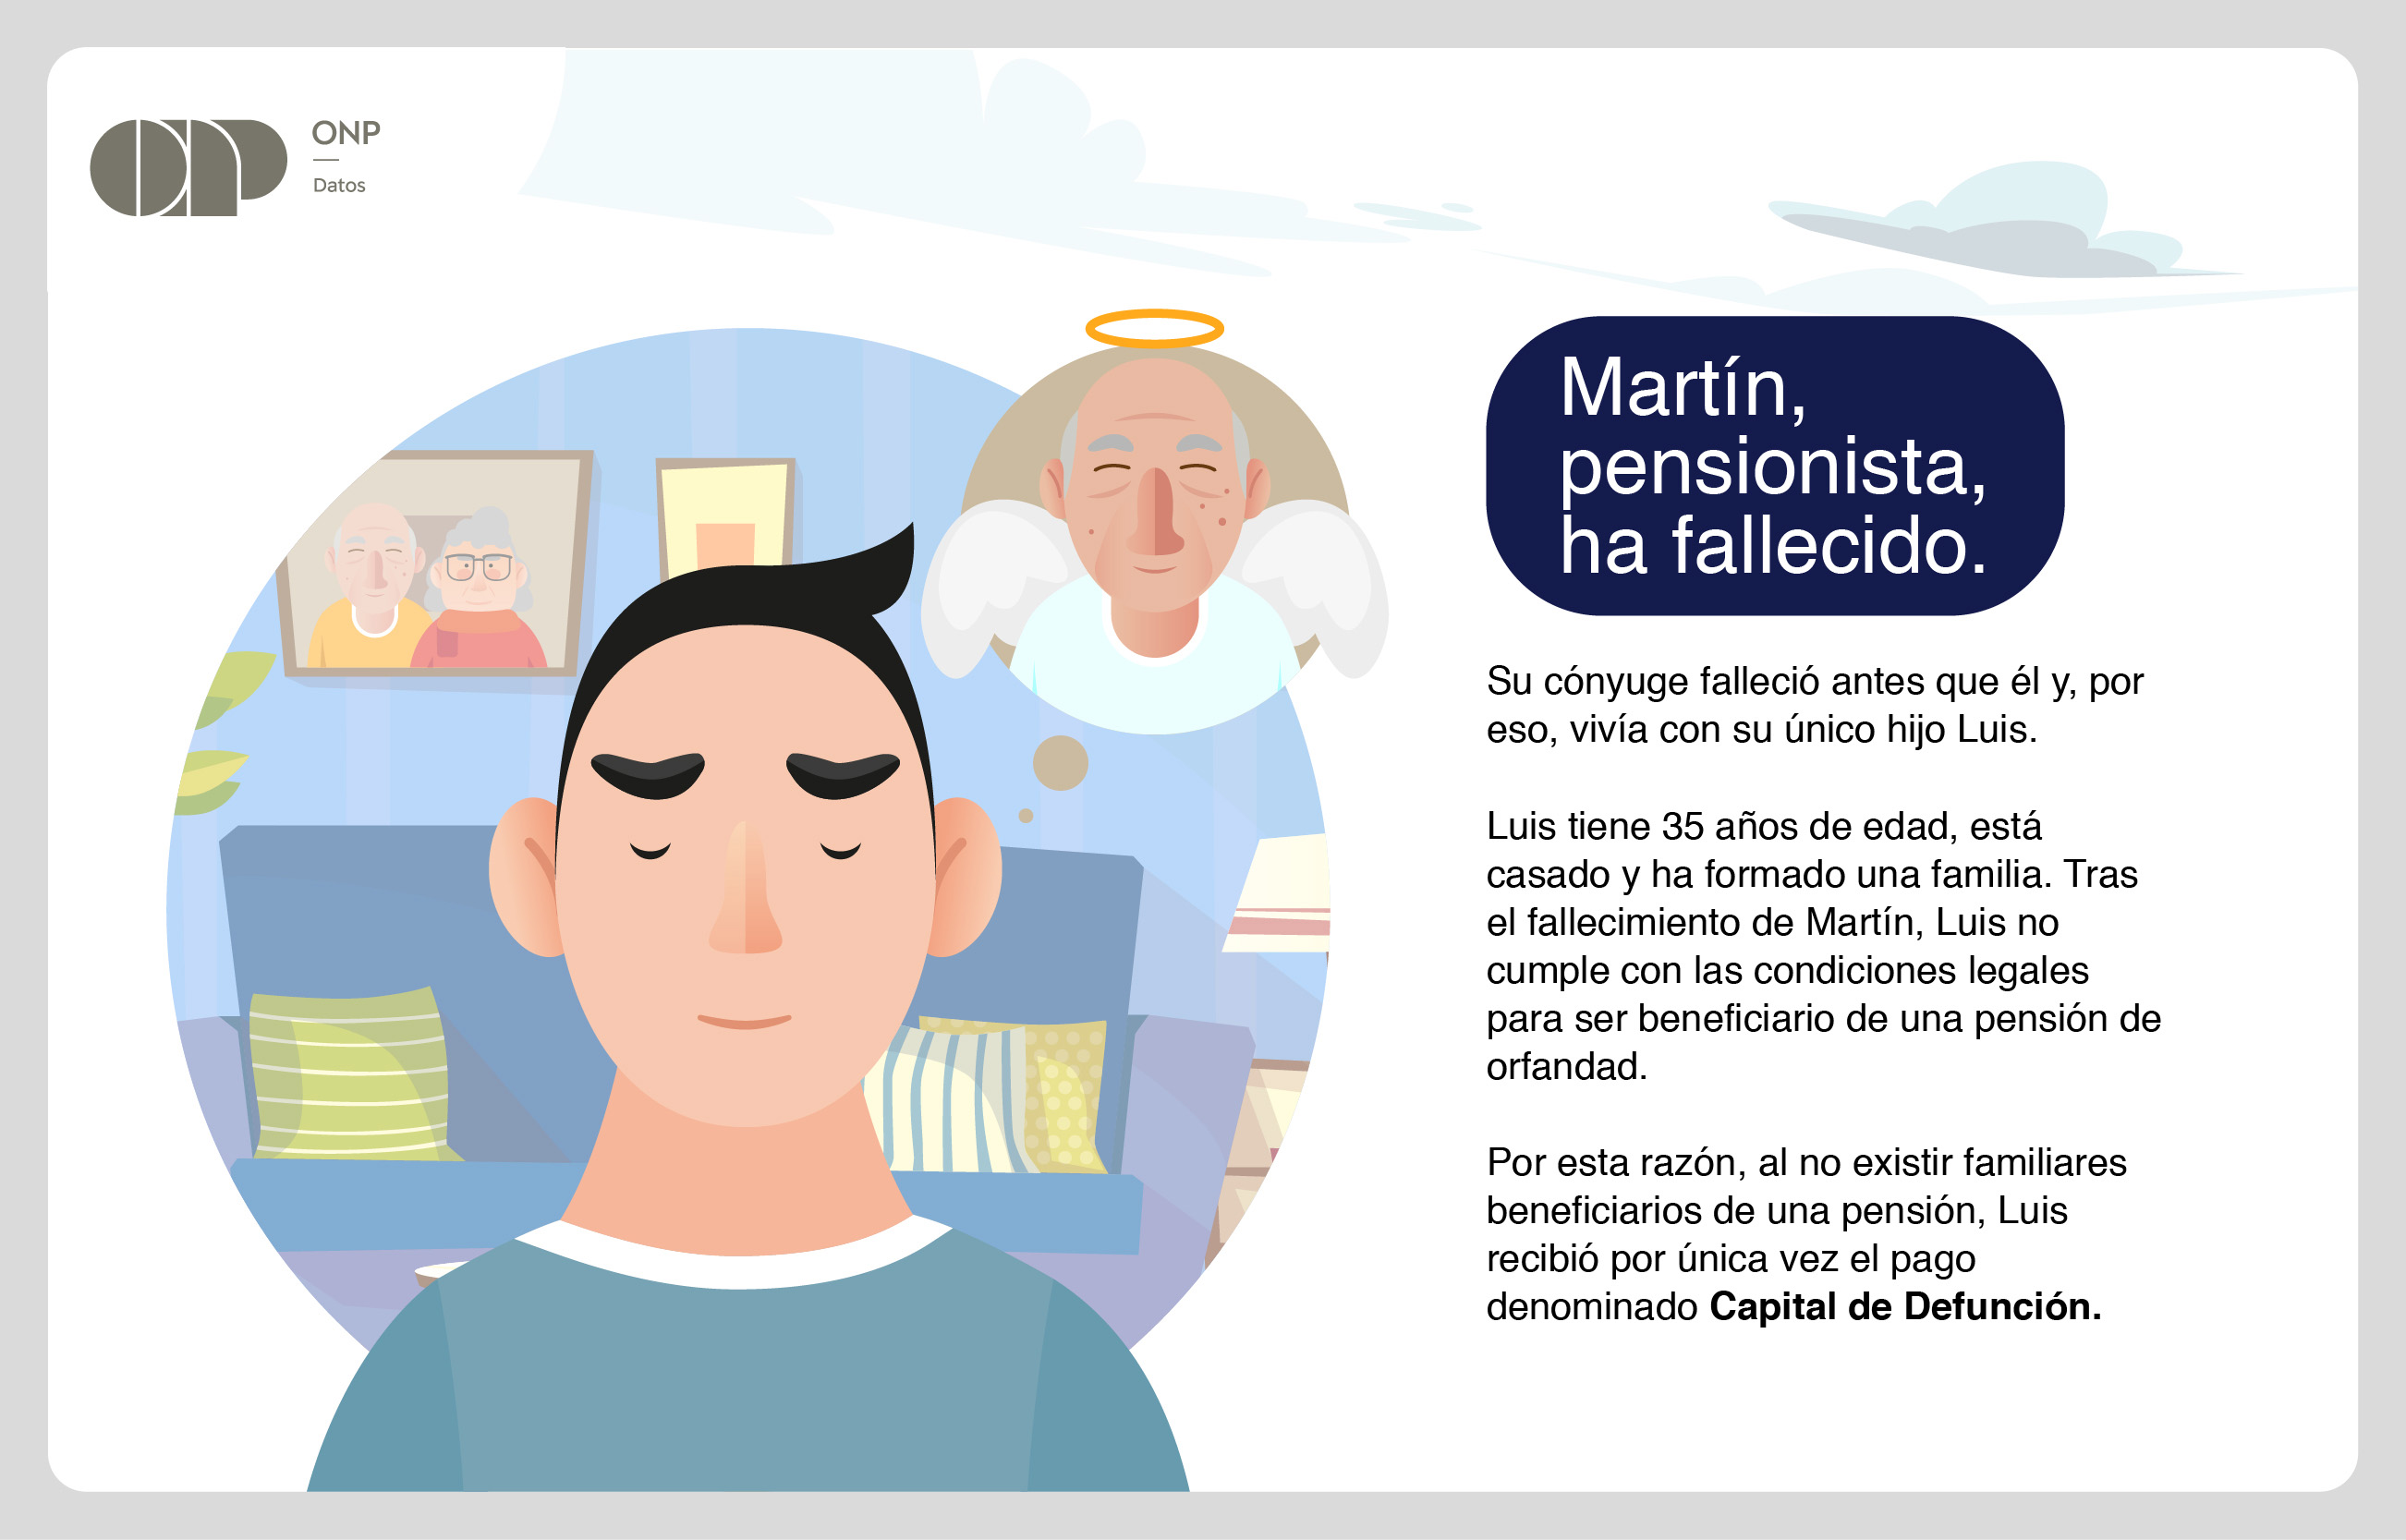 ONP
Datos
Martín,
pensionista,
ha fallecido.
Su cónyuge falleció antes que él y, por
eso, vivía con su único hijo Luis.
Luis tiene 35 años de edad, está
casado y ha formado una familia. Tras
el fallecimiento de Martín, Luis no
cumple con las condiciones legales
para ser beneficiario de una pensión de
orfandad.
Por esta razón, al no existir familiares
beneficiarios de una pensión, Luis
recibió por única vez el pago
denominado Capital de Defunción.